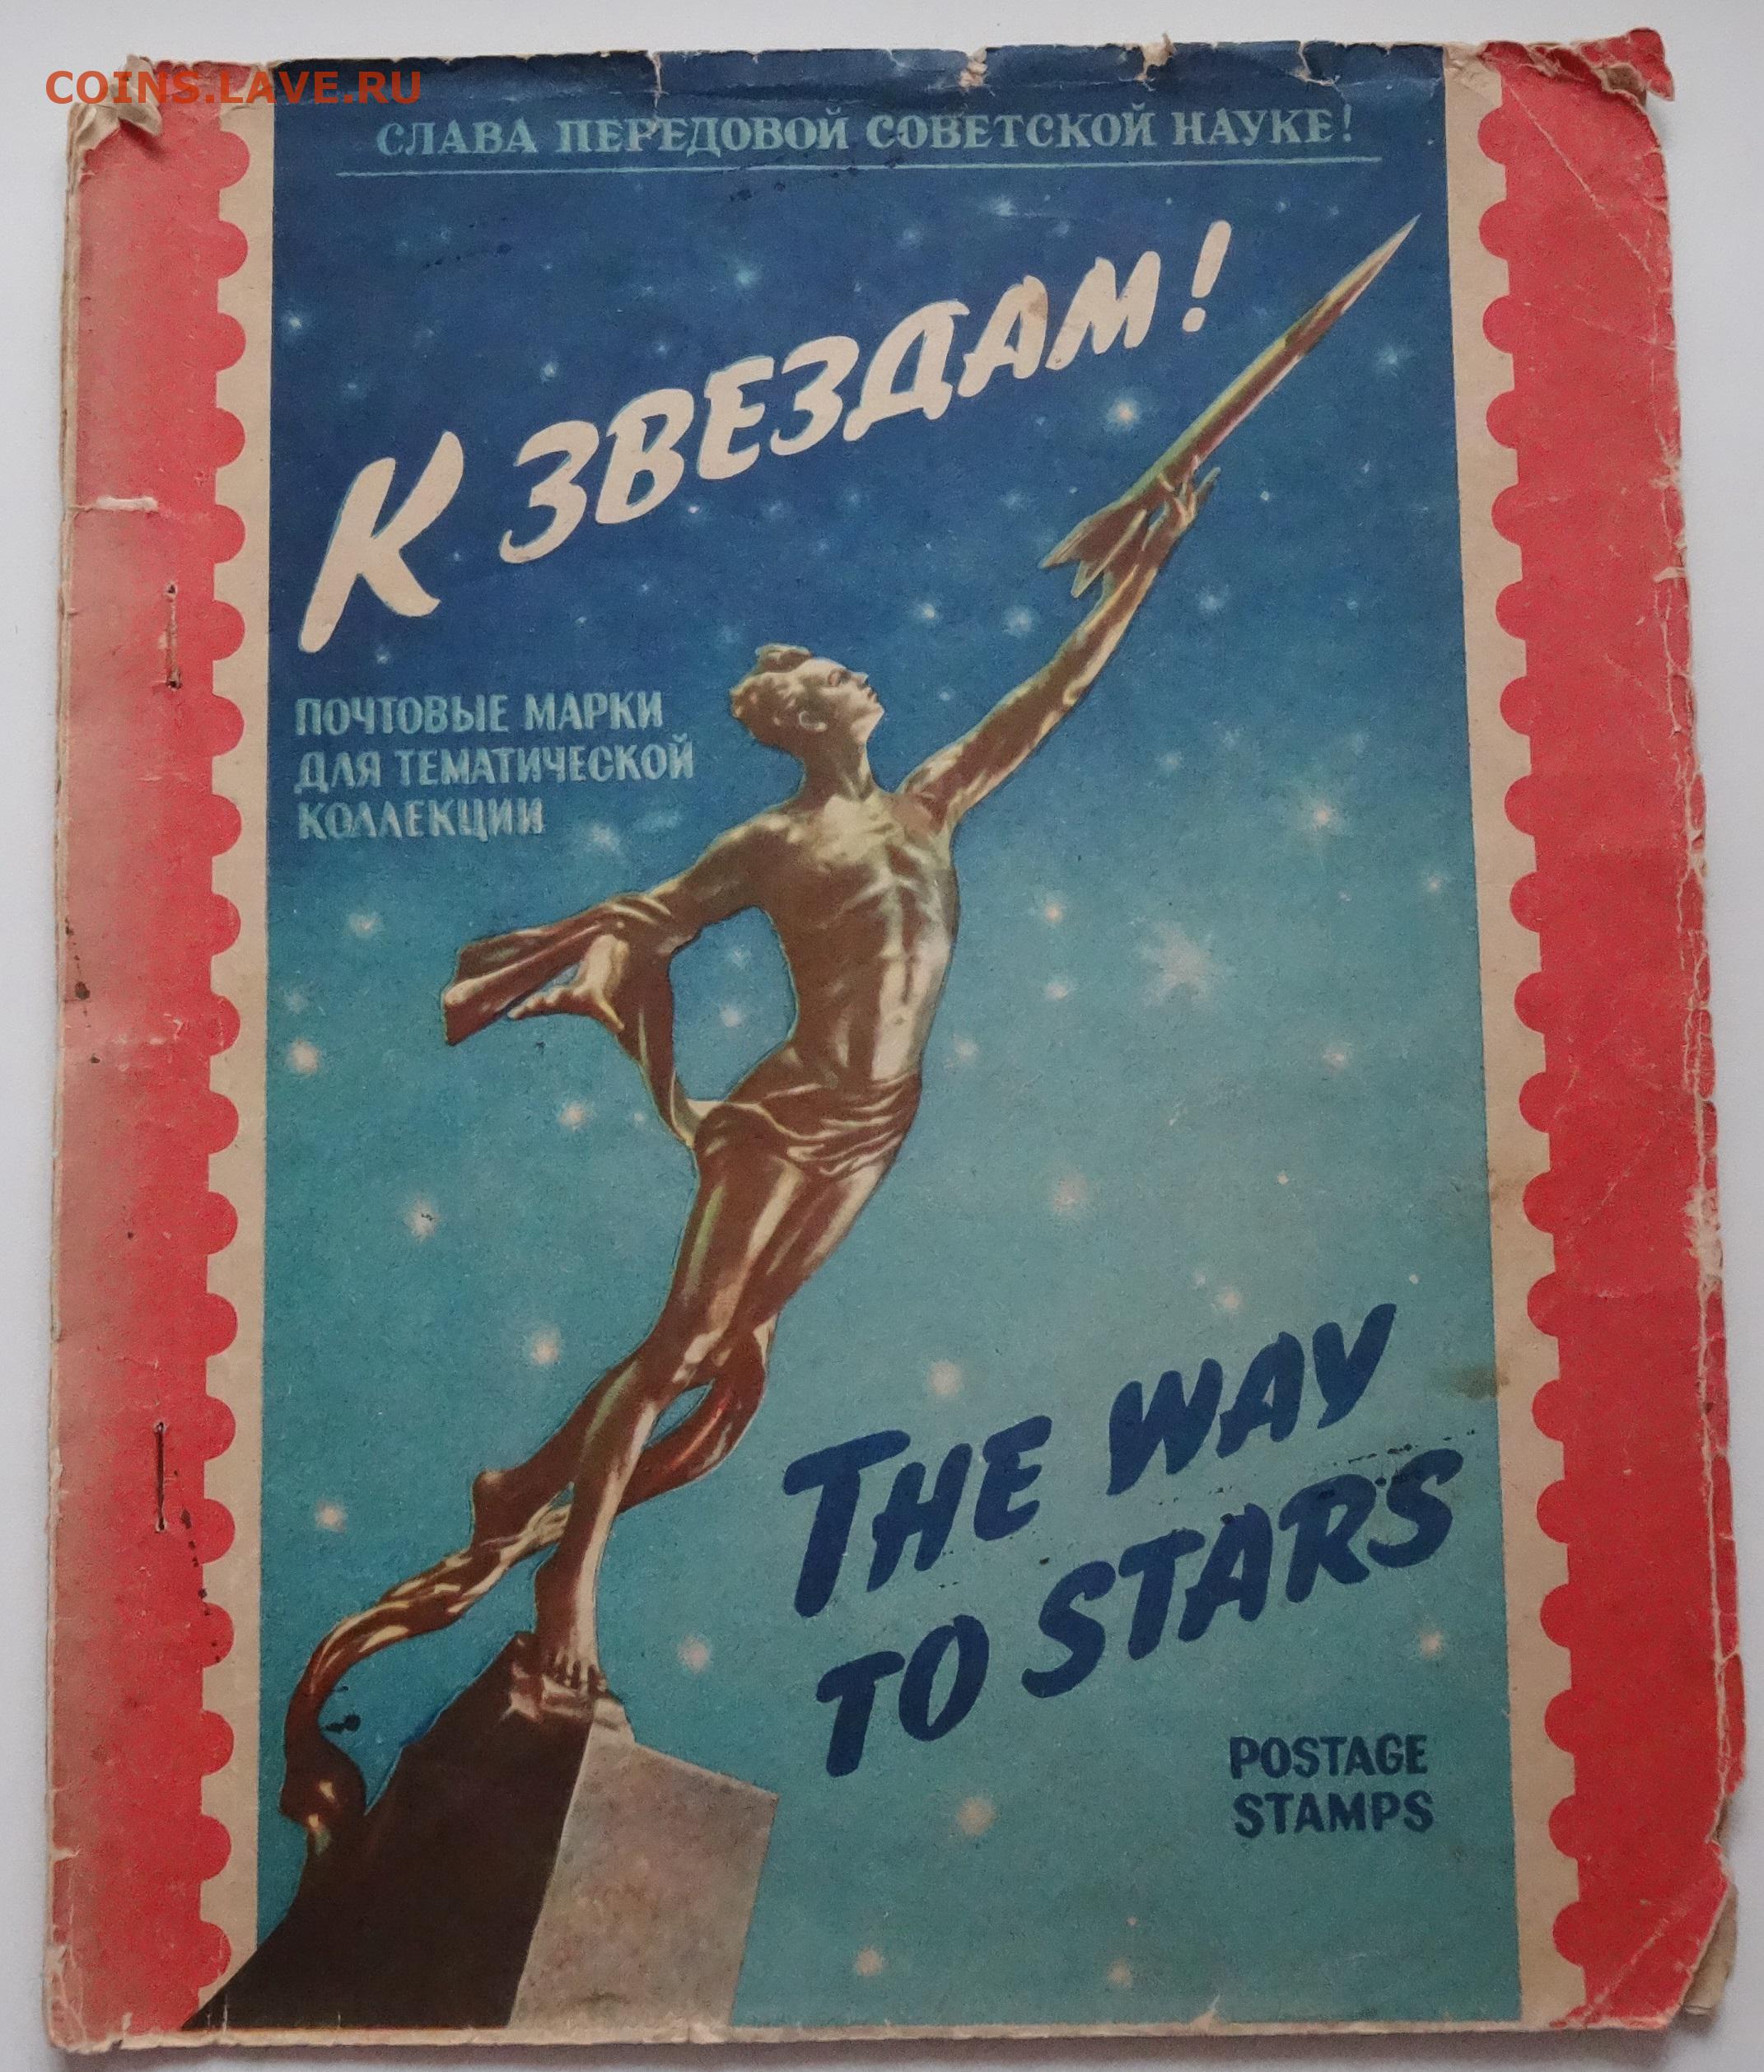 COINS.LAVE.RU
СЛАВА ПЕРЕДОВОЙ СОВЕТСКОЙ НАУКЕ!
К ЗВЕЗДАМ!
ПОЧТОВЫЕ МАРКИ
ДЛЯ ТЕМАТИЧЕСКОЙ
КОЛЛЕКЦИИ
THE WAY
TO STARS
POSTAGE
STAMPS